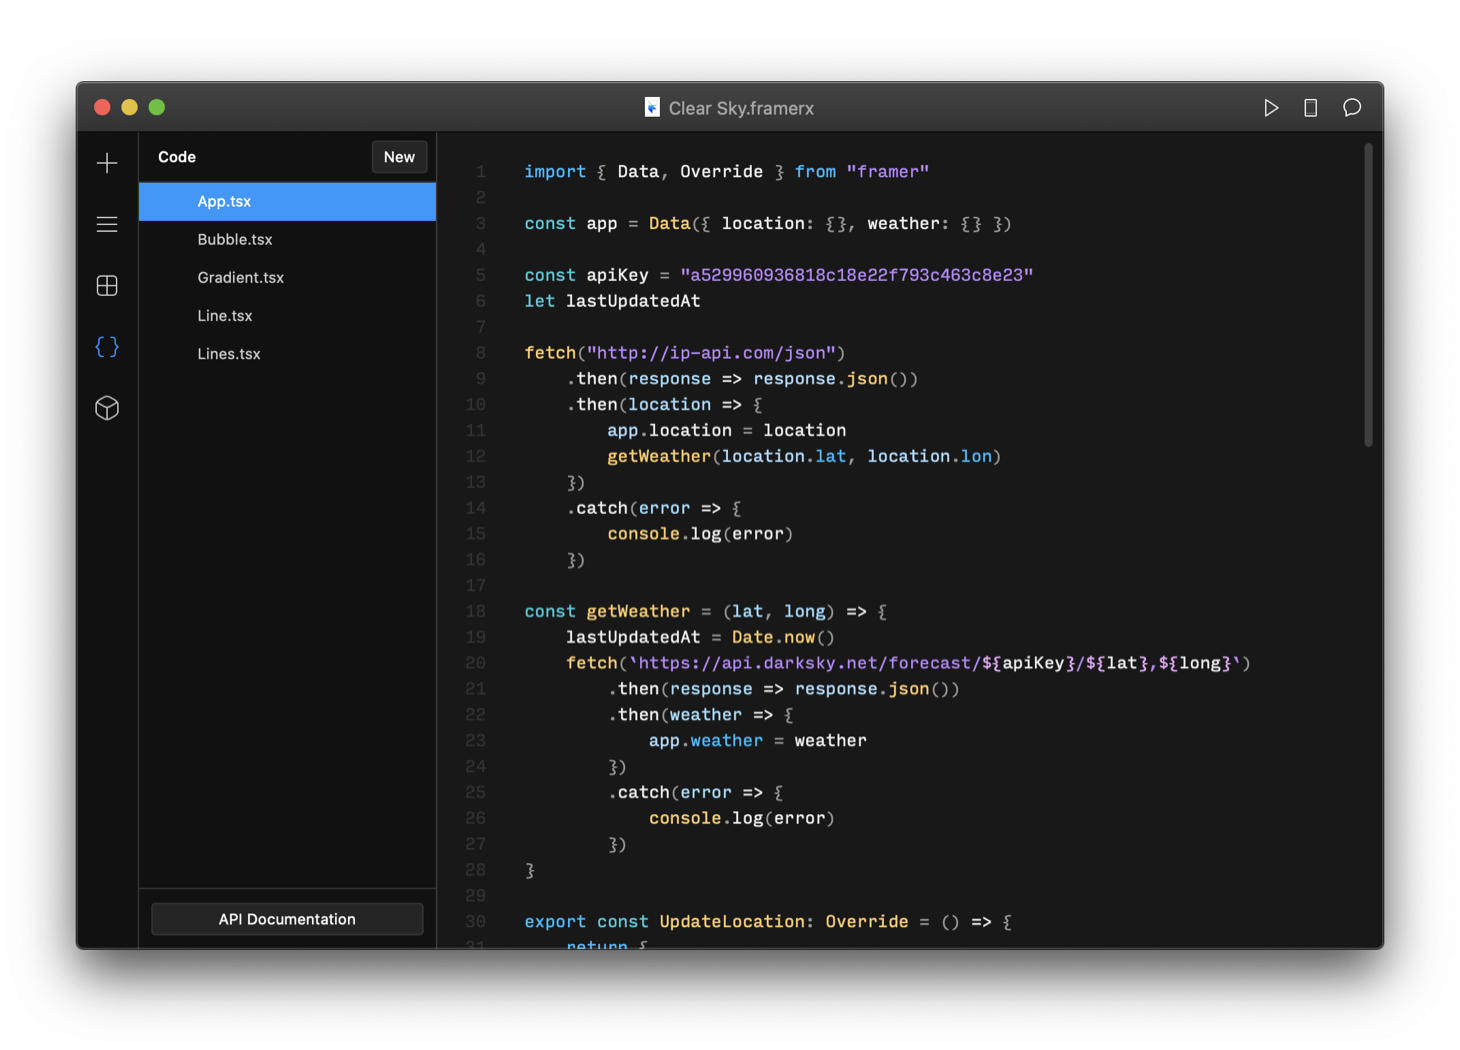 Clear Sky.framerx
Code
New
App.tsx
Bubble.tsx
Gradient.tsx
Line.tsx
Lines.tsx
API Documentation
1 import { Data, Override } from "framer"
2
3 const app = Data({ location: {}, weather: {} })
4
5 const apiKey = "a529960936818c18e22f793c463c8e23"
6 let lastUpdatedAt
7
8 fetch("http://ip-api.com/json")
9 .then(response => response.json())
10 .then(location => {
11 app.location = location
12 getWeather(location.lat, location.lon)
13 })
14 .catch(error => {
15 console.log(error)
16 })
17
18 const getWeather = (lat, long) => {
19 lastUpdatedAt = Date.now()
20 fetch(`https://api.darksky.net/forecast/${apiKey}/${lat},${long}`)
21 .then(response => response.json())
22 .then(weather => {
23 app.weather = weather
24 })
25 .catch(error => {
26 console.log(error)
27 })
28 }
29
30 export const UpdateLocation: Override = () => {
31 return {